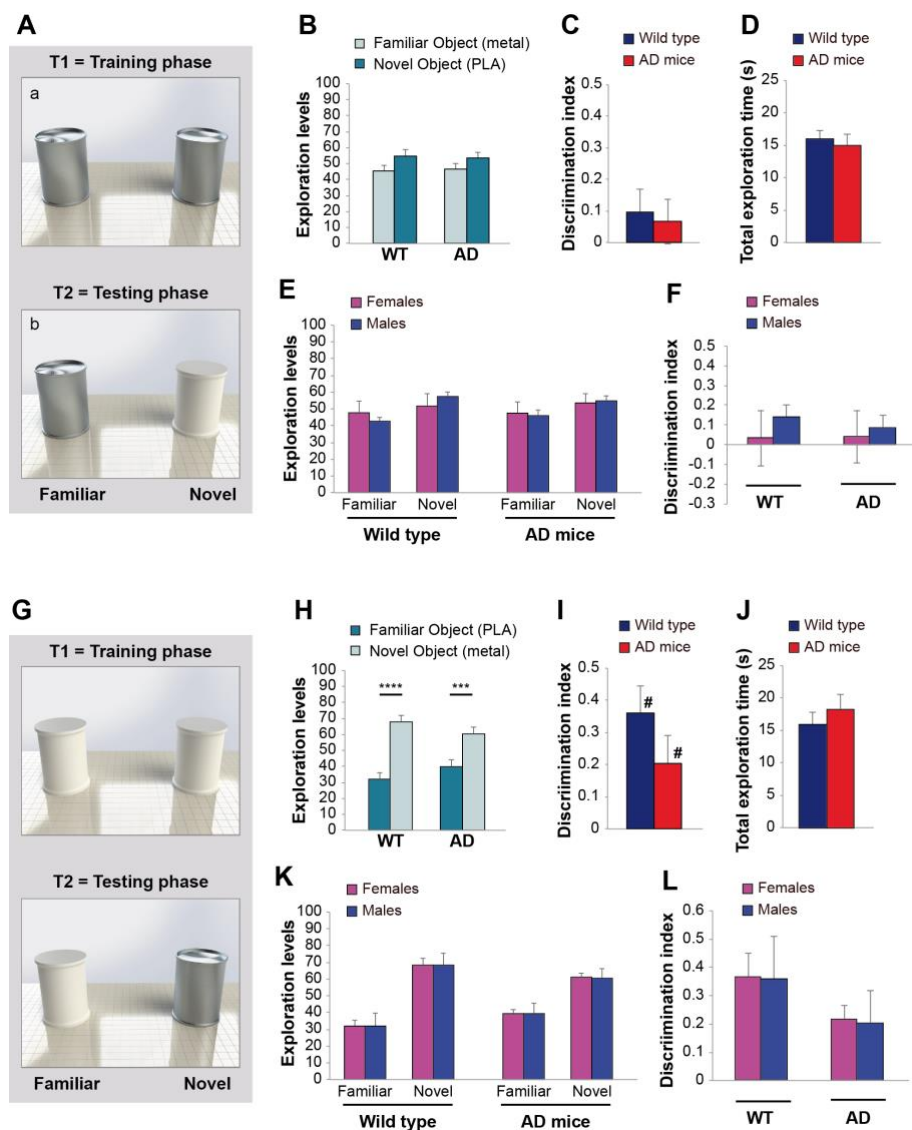 A
T1 = Training phase
a
T2 = Testing phase
b
Familiar Novel
B
Familiar Object (metal)
Novel Object (PLA)
Exploration levels
100
90
80
70
60
50
40
30
20
10
0
WT AD
C
Wild type
AD mice
Discrimination index
0.5
0.4
0.3
0.2
0.1
0
D
Wild type
AD mice
Total exploration time (s)
25
20
15
10
5
0
E
Females
Males
Exploration levels
100
90
80
70
60
50
40
30
20
10
0
Familiar Novel Familiar Novel
Wild type AD mice
F
Females
Males
Discriimination index
0.5
0.4
0.3
0.2
0.1
0
-0.1
-0.2
-0.3
WT AD
G
T1 = Training phase
T2 = Testing phase
Familiar Novel
H
Familiar Object (PLA)
Novel Object (metal)
Exploration levels
100
90
80
70
60
50
40
30
20
10
0
**** ***
WT AD
I
Wild type
AD mice
Discriimination index
0.5
0.4
0.3
0.2
0.1
0
# #
J
Wild type
AD mice
Total exploration time (s)
25
20
15
10
5
0
K
Females
Males
Exploration levels
100
90
80
70
60
50
40
30
20
10
0
Familiar Novel Familiar Novel
Wild type AD mice
L
Females
Males
Discriimination index
0.6
0.5
0.4
0.3
0.2
0.1
0
WT AD